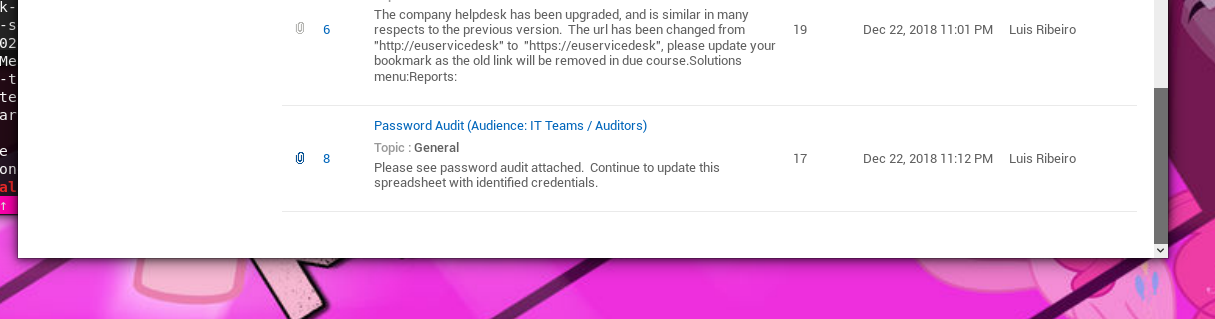 k-
-s
02
Me
-t
te
ar
e
on
al
↑
6
The company helpdesk has been upgraded, and is similar in many
respects to the previous version.  The url has been changed from
"http://euservicedesk" to  "https://euservicedesk", please update your
bookmark as the old link will be removed in due course.Solutions
menu:Reports:
19
Dec 22, 2018 11:01 PM
Luis Ribeiro
Password Audit (Audience: IT Teams / Auditors)
Topic : General
8
Please see password audit attached.  Continue to update this
spreadsheet with identified credentials.
17
Dec 22, 2018 11:12 PM
Luis Ribeiro